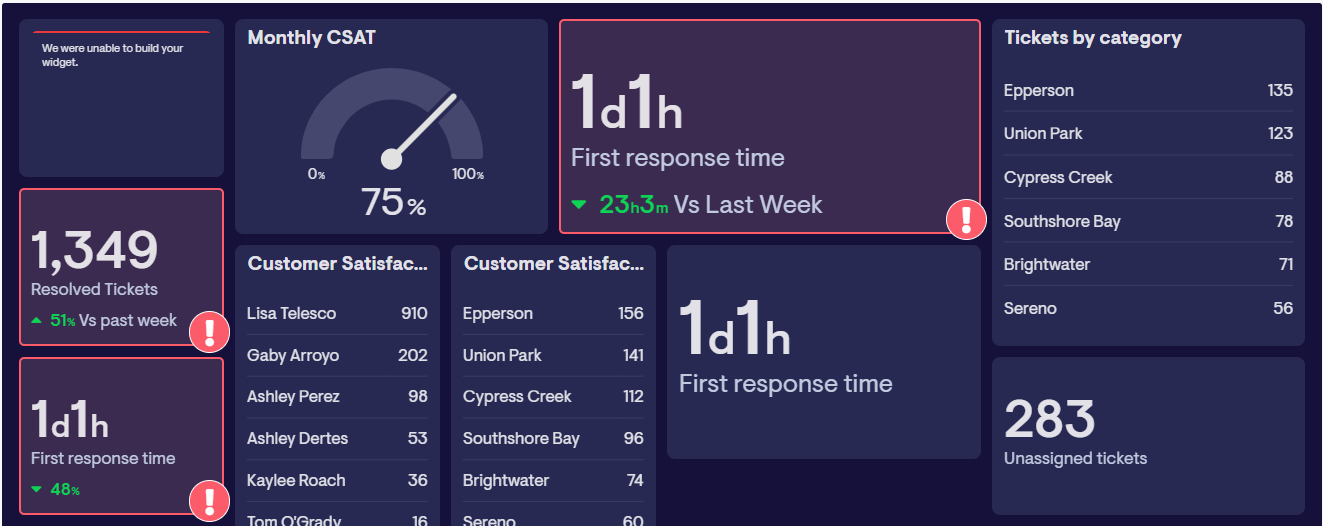 We were unable to build your
widget.
1,349
Resolved Tickets
51% Vs past week
1d1h
First response time
48%
Monthly CSAT
0%
100%
75%
Customer Satisfac...
Lisa Telesco 910
Gaby Arroyo 202
Ashley Perez 98
Ashley Dertes 53
Kaylee Roach 36
Tom O'Grady 16
Customer Satisfac...
Epperson 156
Union Park 141
Cypress Creek 112
Southshore Bay 96
Brightwater 74
Sereno 60
1d1h
First response time
23h3m Vs Last Week
1d1h
First response time
Tickets by category
Epperson 135
Union Park 123
Cypress Creek 88
Southshore Bay 78
Brightwater 71
Sereno 56
283
Unassigned tickets